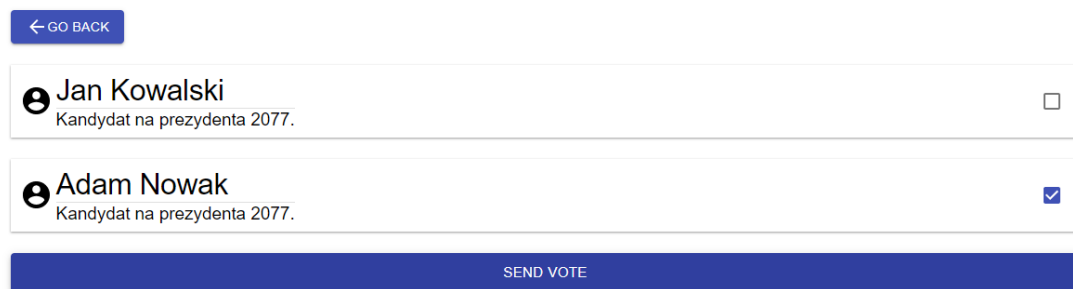 GO BACK
Jan Kowalski
Kandydat na prezydenta 2077.
Adam Nowak
Kandydat na prezydenta 2077.
SEND VOTE